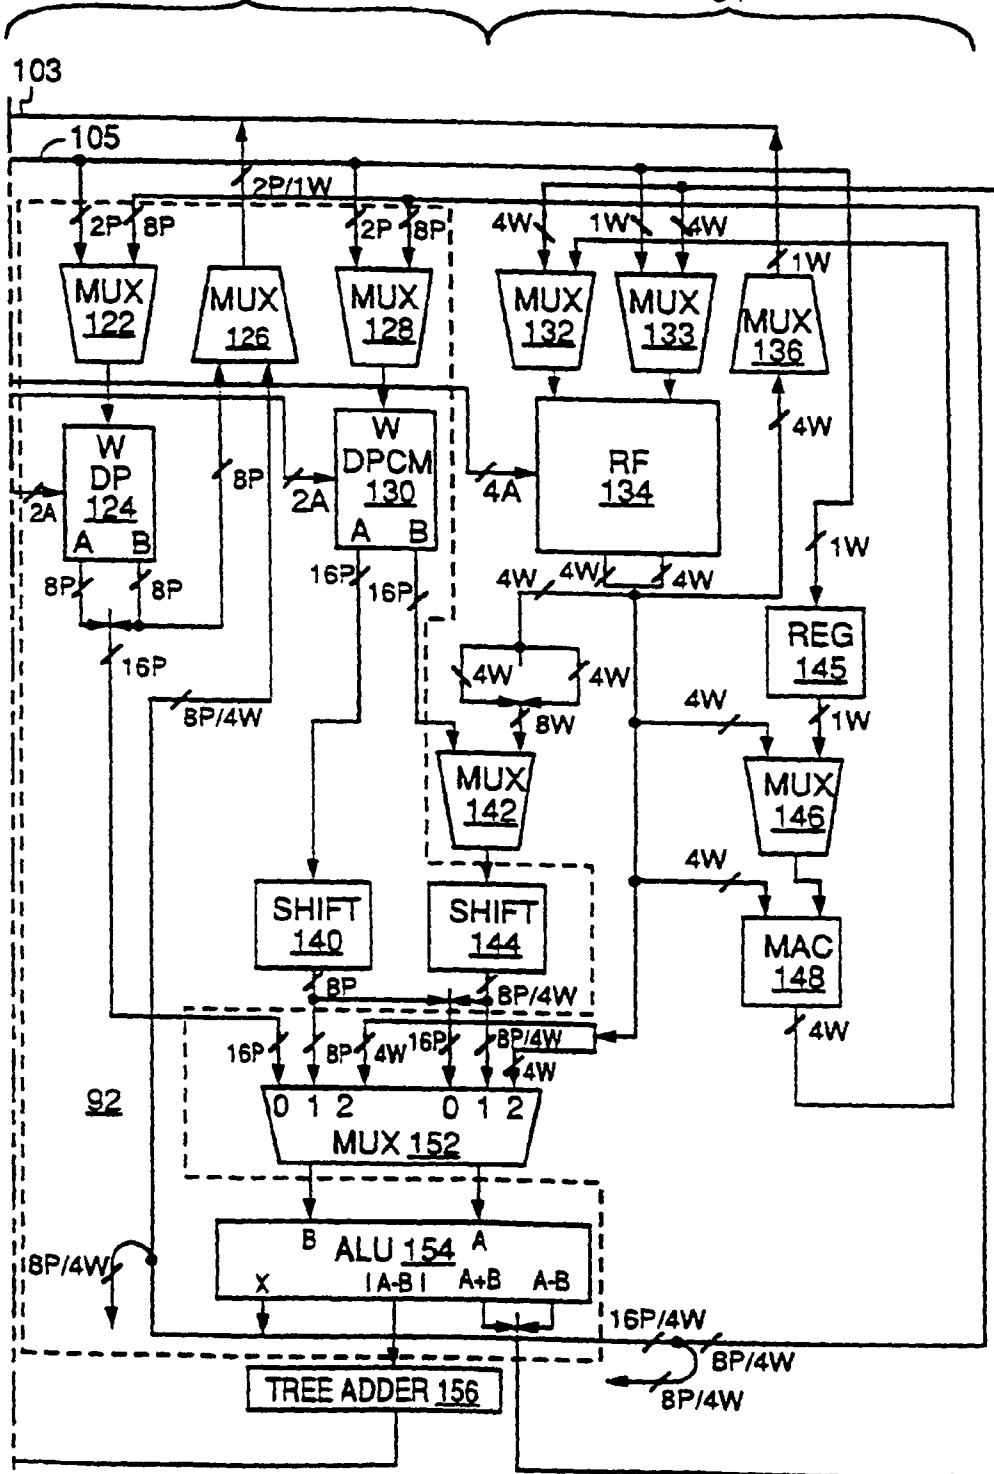 103
105
2P/1W
2P
8P
2P
8P
4W
1W
4W
1W
MUX
122
MUX
126
MUX
128
MUX
132
MUX
133
MUX
136
W
DP
124
A B
2A
8P
2A
W
DPCM
130
A B
4A
RF
134
4W
1W
8P
8P
16P
16P
4W
4W
4W
REG
145
16P
4W
4W
8P/4W
8W
4W
1W
MUX
142
MUX
146
4W
SHIFT
140
SHIFT
144
MAC
148
8P
8P/4W
4W
16P
8P
4W
16P
8P/4W
4W
92
0 1 2 0 1 2
MUX 152
B A
ALU 154
X |A-B| A+B A-B
8P/4W
16P/4W
8P/4W
8P/4W
TREE ADDER 156